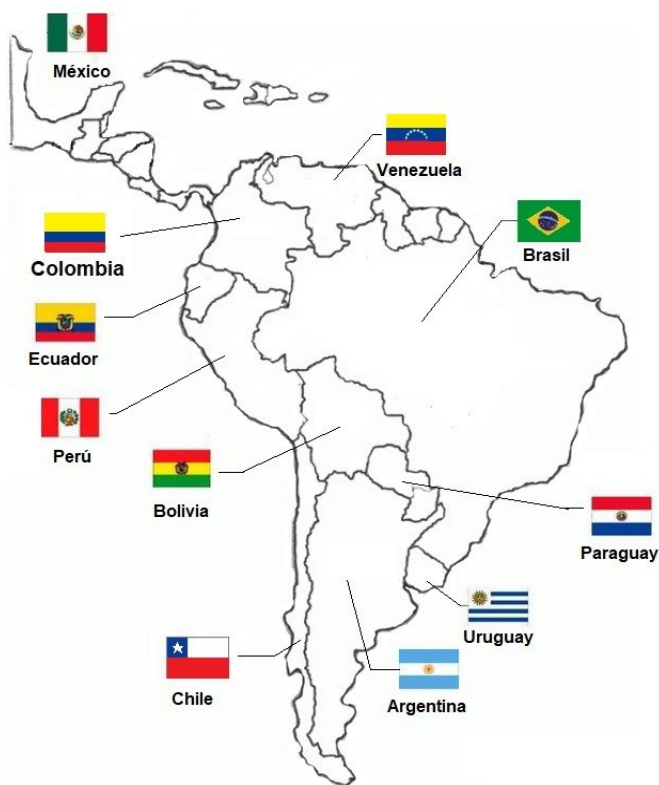 México
Venezuela
Colombia
Brasil
Ecuador
Perú
Bolivia
Paraguay
Uruguay
Chile
Argentina